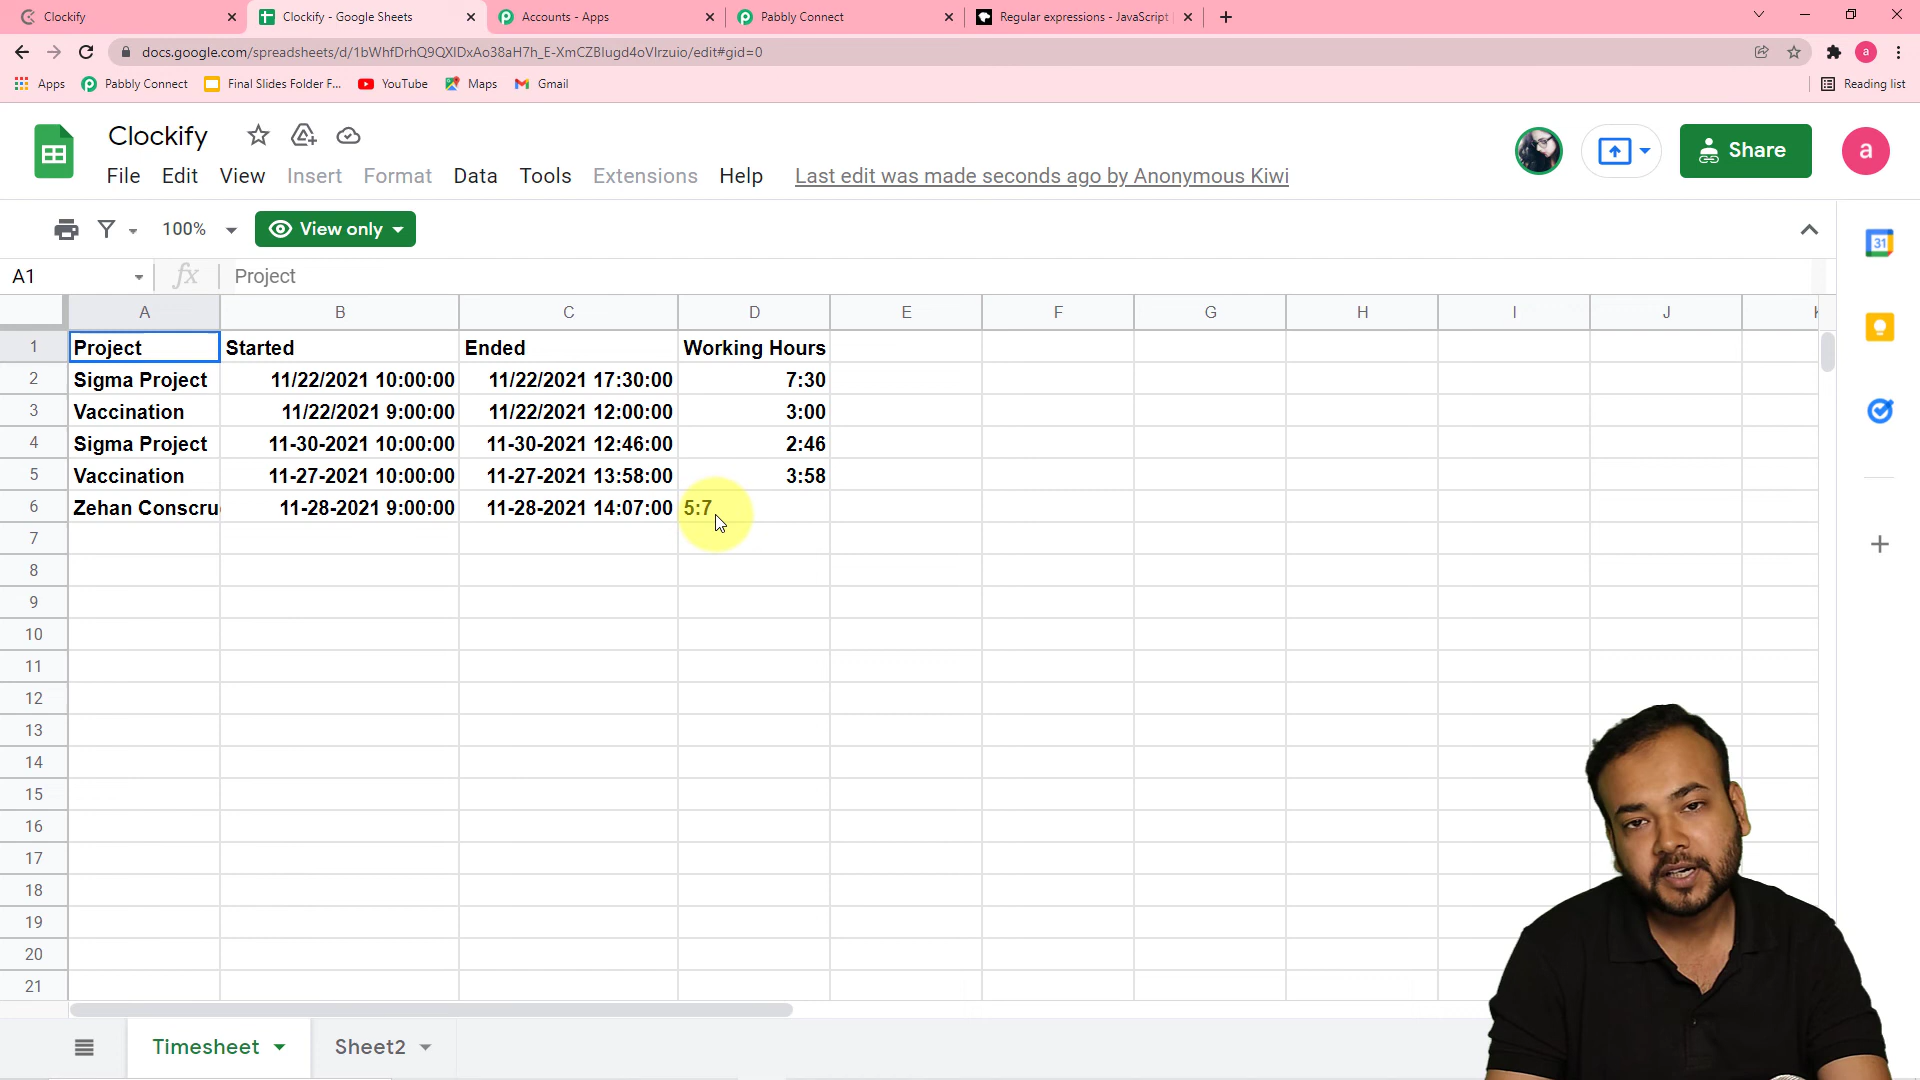 Clockify
Clockify - Google Sheets
Accounts - Apps
Pabbly Connect
Regular expressions - JavaScript
docs.google.com/spreadsheets/d/1bWhfDrhQ9QXIDxAo38aH7h_E-XmCZBIugd4oVIrzuio/edit#gid=0
a
Apps
Pabbly Connect
Final Slides Folder F...
YouTube
Maps
Gmail
Reading list
Clockify
Share
a
File Edit View Insert Format Data Tools Extensions Help
Last edit was made seconds ago by Anonymous Kiwi
100%
View only
31
A1
fx
Project
A B C D E F G H I J
1 Project Started Ended Working Hours
2 Sigma Project 11/22/2021 10:00:00 11/22/2021 17:30:00 7:30
3 Vaccination 11/22/2021 9:00:00 11/22/2021 12:00:00 3:00
4 Sigma Project 11-30-2021 10:00:00 11-30-2021 12:46:00 2:46
5 Vaccination 11-27-2021 10:00:00 11-27-2021 13:58:00 3:58
6 Zehan Conscru 11-28-2021 9:00:00 11-28-2021 14:07:00 5:7
7
8
9
10
11
12
13
14
15
16
17
18
19
20
21
Timesheet
Sheet2